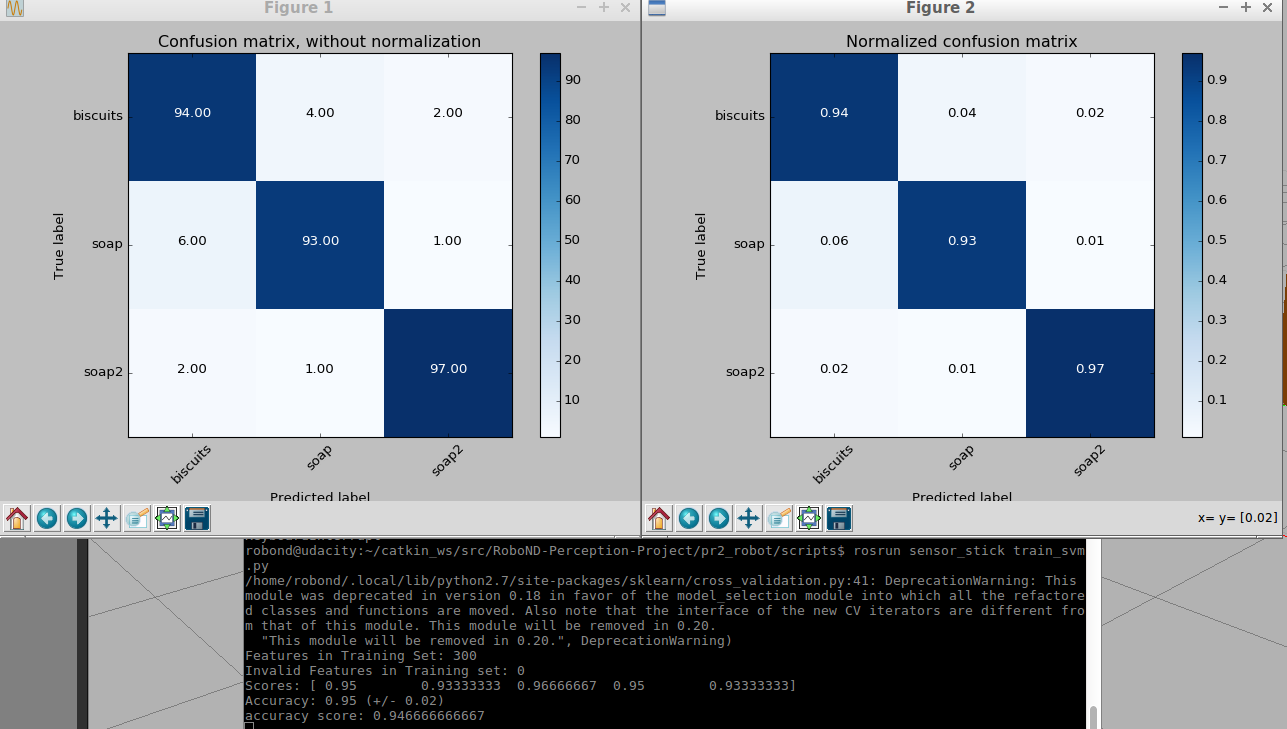 Figure 1
Confusion matrix, without normalization
biscuits 94.00 4.00 2.00
soap 6.00 93.00 1.00
soap2 2.00 1.00 97.00
True label
biscuits soap soap2
Predicted label
90
80
70
60
50
40
30
20
10
Figure 2
Normalized confusion matrix
biscuits 0.94 0.04 0.02
soap 0.06 0.93 0.01
soap2 0.02 0.01 0.97
True label
biscuits soap soap2
Predicted label
0.9
0.8
0.7
0.6
0.5
0.4
0.3
0.2
0.1
x= y= [0.02]
robond@udacity:~/catkin_ws/src/RoboND-Perception-Project/pr2_robot/scripts$ rosrun sensor_stick train_svm
.py
/home/robond/.local/lib/python2.7/site-packages/sklearn/cross_validation.py:41: DeprecationWarning: This
module was deprecated in version 0.18 in favor of the model_selection module into which all the refactore
d classes and functions are moved. Also note that the interface of the new CV iterators are different fro
m that of this module. This module will be removed in 0.20.
"This module will be removed in 0.20.", DeprecationWarning)
Features in Training Set: 300
Invalid Features in Training set: 0
Scores: [ 0.95 0.93333333 0.96666667 0.95 0.93333333]
Accuracy: 0.95 (+/- 0.02)
accuracy score: 0.946666666667